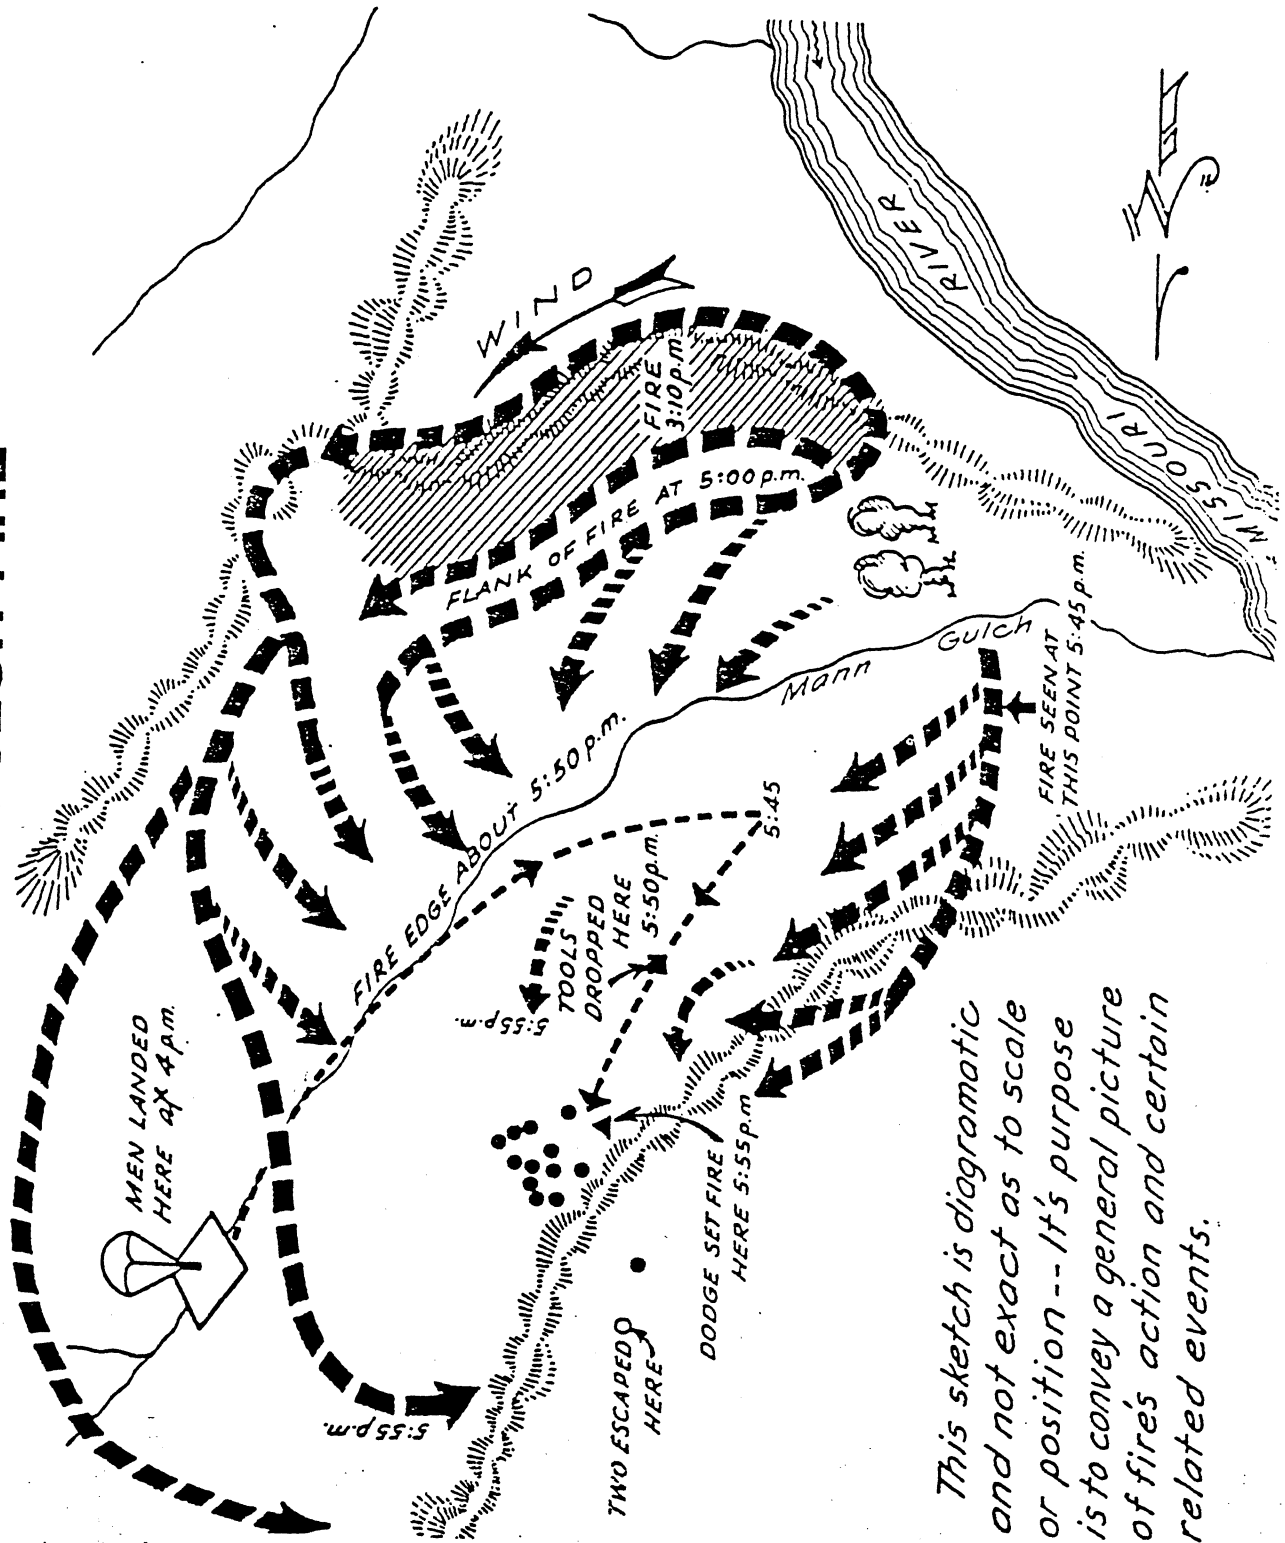 MEN LANDED
HERE at 4 p.m.
WIND
FIRE
3:10 p.m.
FLANK OF FIRE AT 5:00 p.m.
FIRE EDGE ABOUT 5:50 p.m.
Mann Gulch
RIVER
MISSOURI
N
5:45
FIRE SEEN AT
THIS POINT 5:45 p.m.
TOOLS
DROPPED
HERE
5:50 p.m.
5:55 p.m.
5:55 p.m.
DODGE SET FIRE
HERE 5:55 p.m
TWO ESCAPED
HERE
This sketch is diagramatic
and not exact as to scale
or position -- It's purpose
is to convey a general picture
of fire's action and certain
related events.